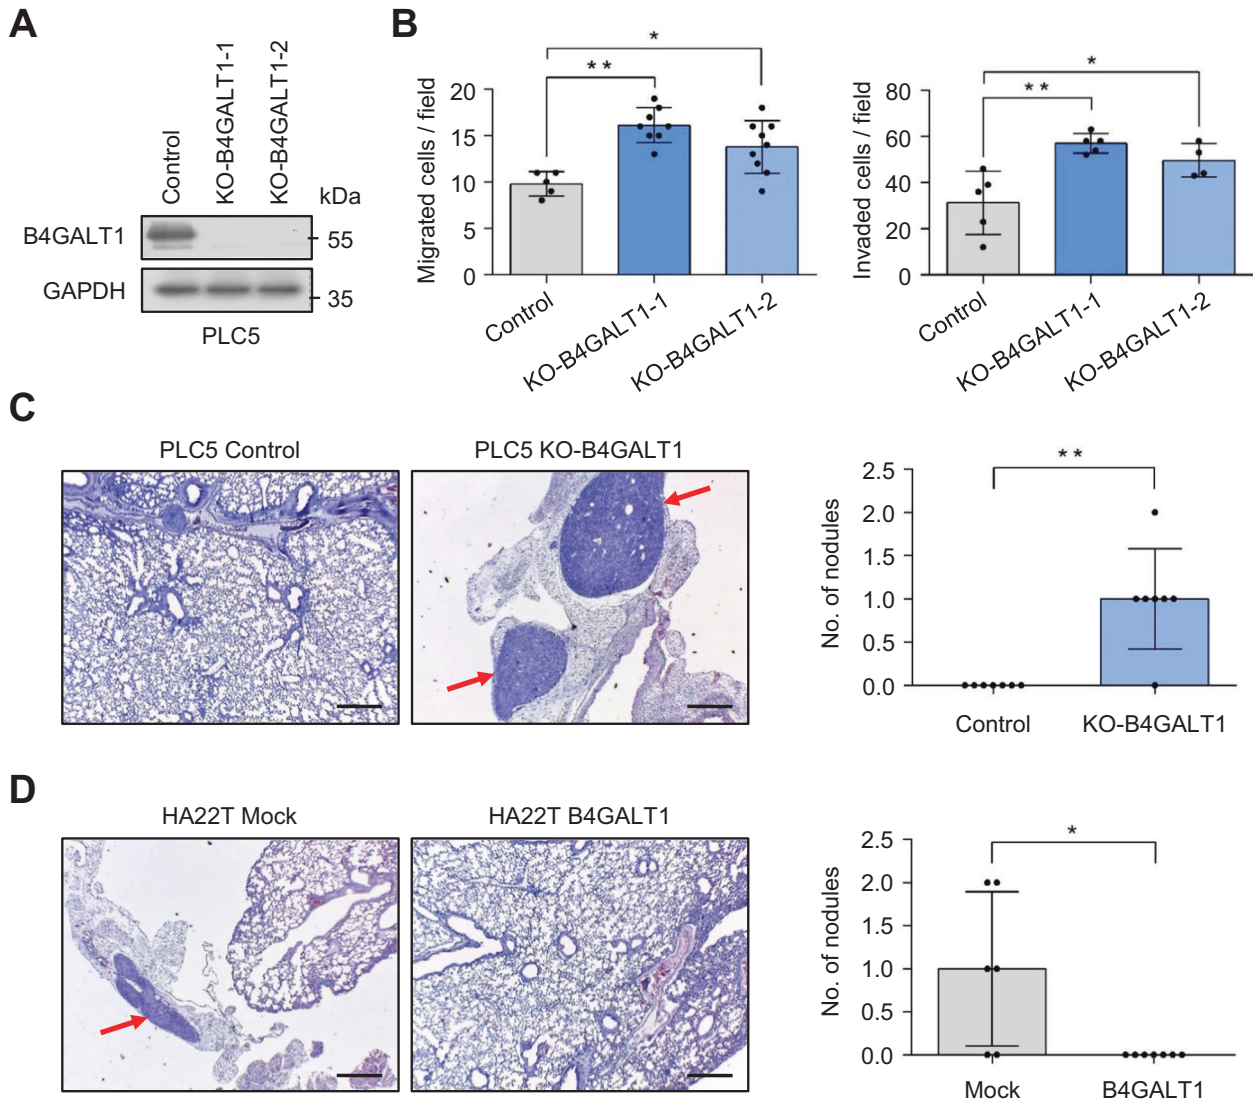 A
Control
KO-B4GALT1-1
KO-B4GALT1-2
kDa
B4GALT1
55
GAPDH
35
PLC5
B
Migrated cells / field
20
15
10
5
0
**
*
Control
KO-B4GALT1-1
KO-B4GALT1-2
Invaded cells / field
80
60
40
20
0
**
*
Control
KO-B4GALT1-1
KO-B4GALT1-2
C
PLC5 Control
PLC5 KO-B4GALT1
No. of nodules
2.5
2.0
1.5
1.0
0.5
0.0
**
Control
KO-B4GALT1
D
HA22T Mock
HA22T B4GALT1
No. of nodules
2.5
2.0
1.5
1.0
0.5
0.0
*
Mock
B4GALT1